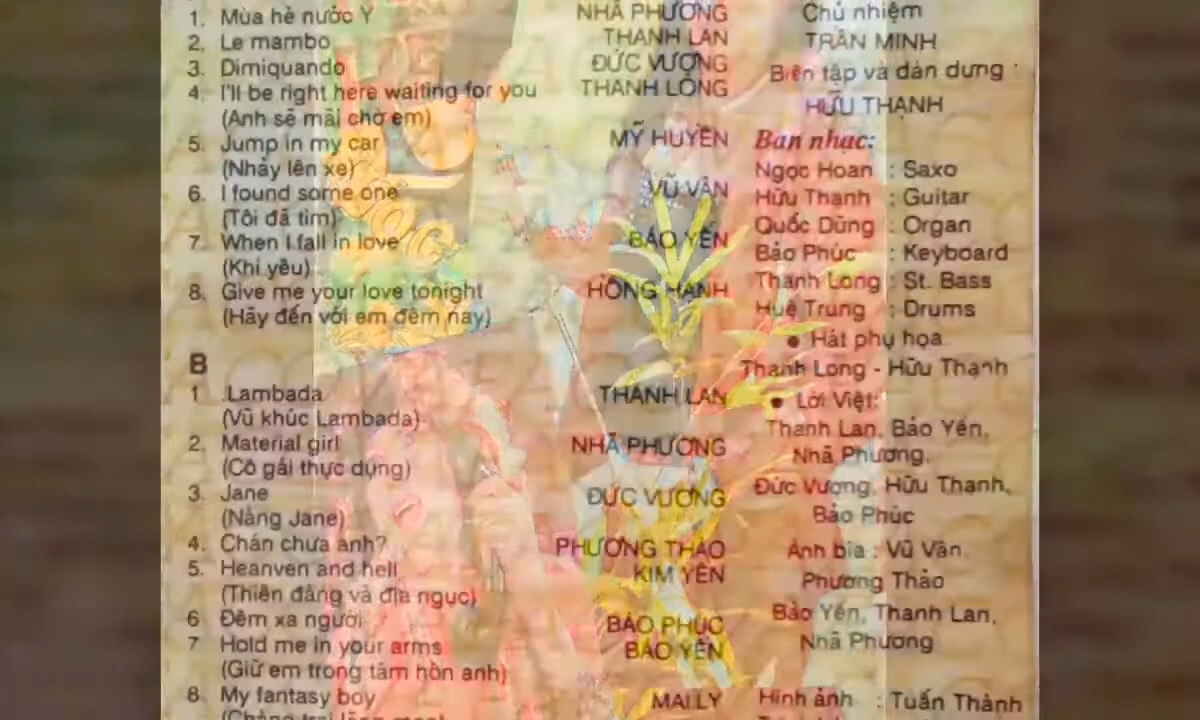 1. Mùa hè nước Ý NHÃ PHƯƠNG
2. Le mambo THANH LAN
3. Dimiquando ĐỨC VƯỢNG
4. I'll be right here waiting for you THANH LONG
(Anh sẽ mãi chờ em)
5. Jump in my car MỸ HUYỀN
(Nhảy lên xe)
6. I found some one VŨ VÂN
(Tôi đã tìm)
7. When I fall in love BẢO YẾN
(Khi yêu)
8. Give me your love tonight HỒNG HẠNH
(Hãy đến với em đêm nay)
B
1 .Lambada THANH LAN
(Vũ khúc Lambada)
2. Material girl NHÃ PHƯƠNG
(Cô gái thực dụng)
3. Jane ĐỨC VƯỢNG
(Nàng Jane)
4. Chán chưa anh? PHƯƠNG THẢO
5. Heanven and hell KIM YẾN
(Thiên đàng và địa ngục)
6 Đêm xa người BẢO PHÚC
7 Hold me in your arms BẢO YẾN
(Giữ em trong tâm hồn anh)
8. My fantasy boy MAI LY
Chủ nhiệm
TRẦN MINH
Biên tập và dàn dựng :
HỮU THẠNH
Ban nhạc:
Ngọc Hoan : Saxo
Hữu Thạnh : Guitar
Quốc Dũng : Organ
Bảo Phúc : Keyboard
Thanh Long : St. Bass
Huệ Trung : Drums
● Hát phụ họa
Thanh Long - Hữu Thạnh
● Lời Việt:
Thanh Lan, Bảo Yến,
Nhã Phương,
Đức Vượng, Hữu Thạnh,
Bảo Phúc
Ảnh bìa : Vũ Vân,
Phương Thảo
Bảo Yến, Thanh Lan,
Nhã Phương
Hình ảnh : Tuấn Thành